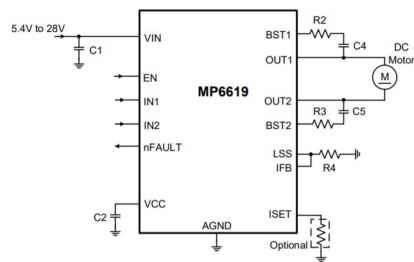 5.4V to 28V
C1
VIN
EN
IN1
IN2
nFAULT
VCC
C2
MP6619
AGND
BST1
R2
C4
OUT1
DC
Motor
M
OUT2
C5
R3
BST2
LSS
IFB
R4
ISET
Optional